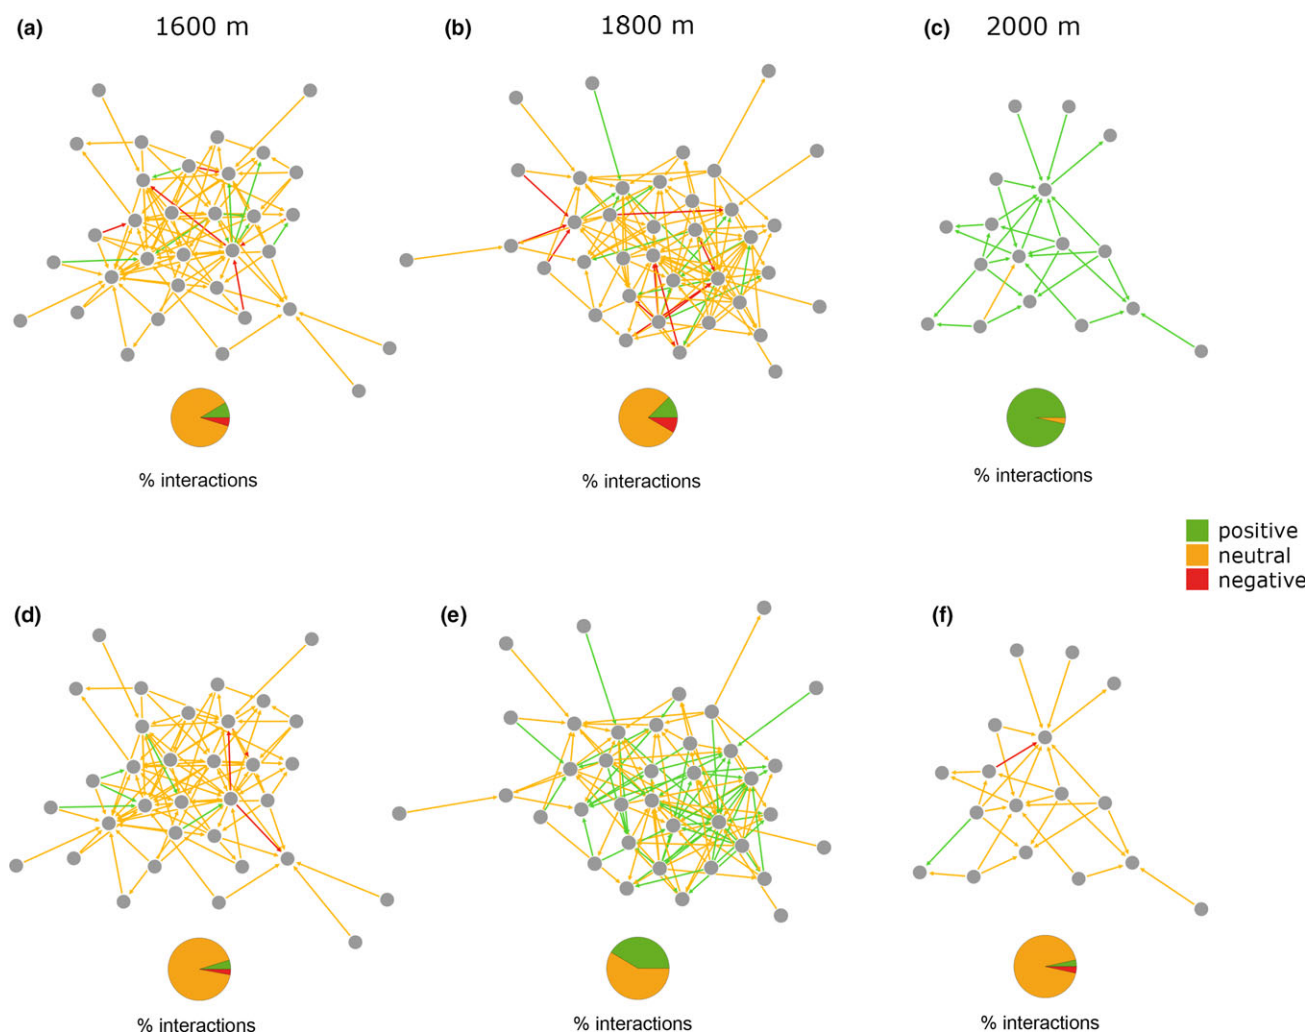 (a) 1600 m (b) 1800 m (c) 2000 m
% interactions % interactions % interactions
positive
neutral
negative
(d) (e) (f)
% interactions % interactions % interactions